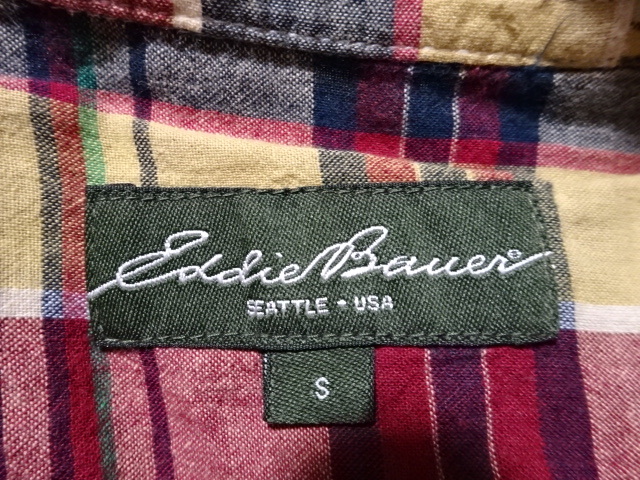 Eddie Bauer®
SEATTLE • USA
S